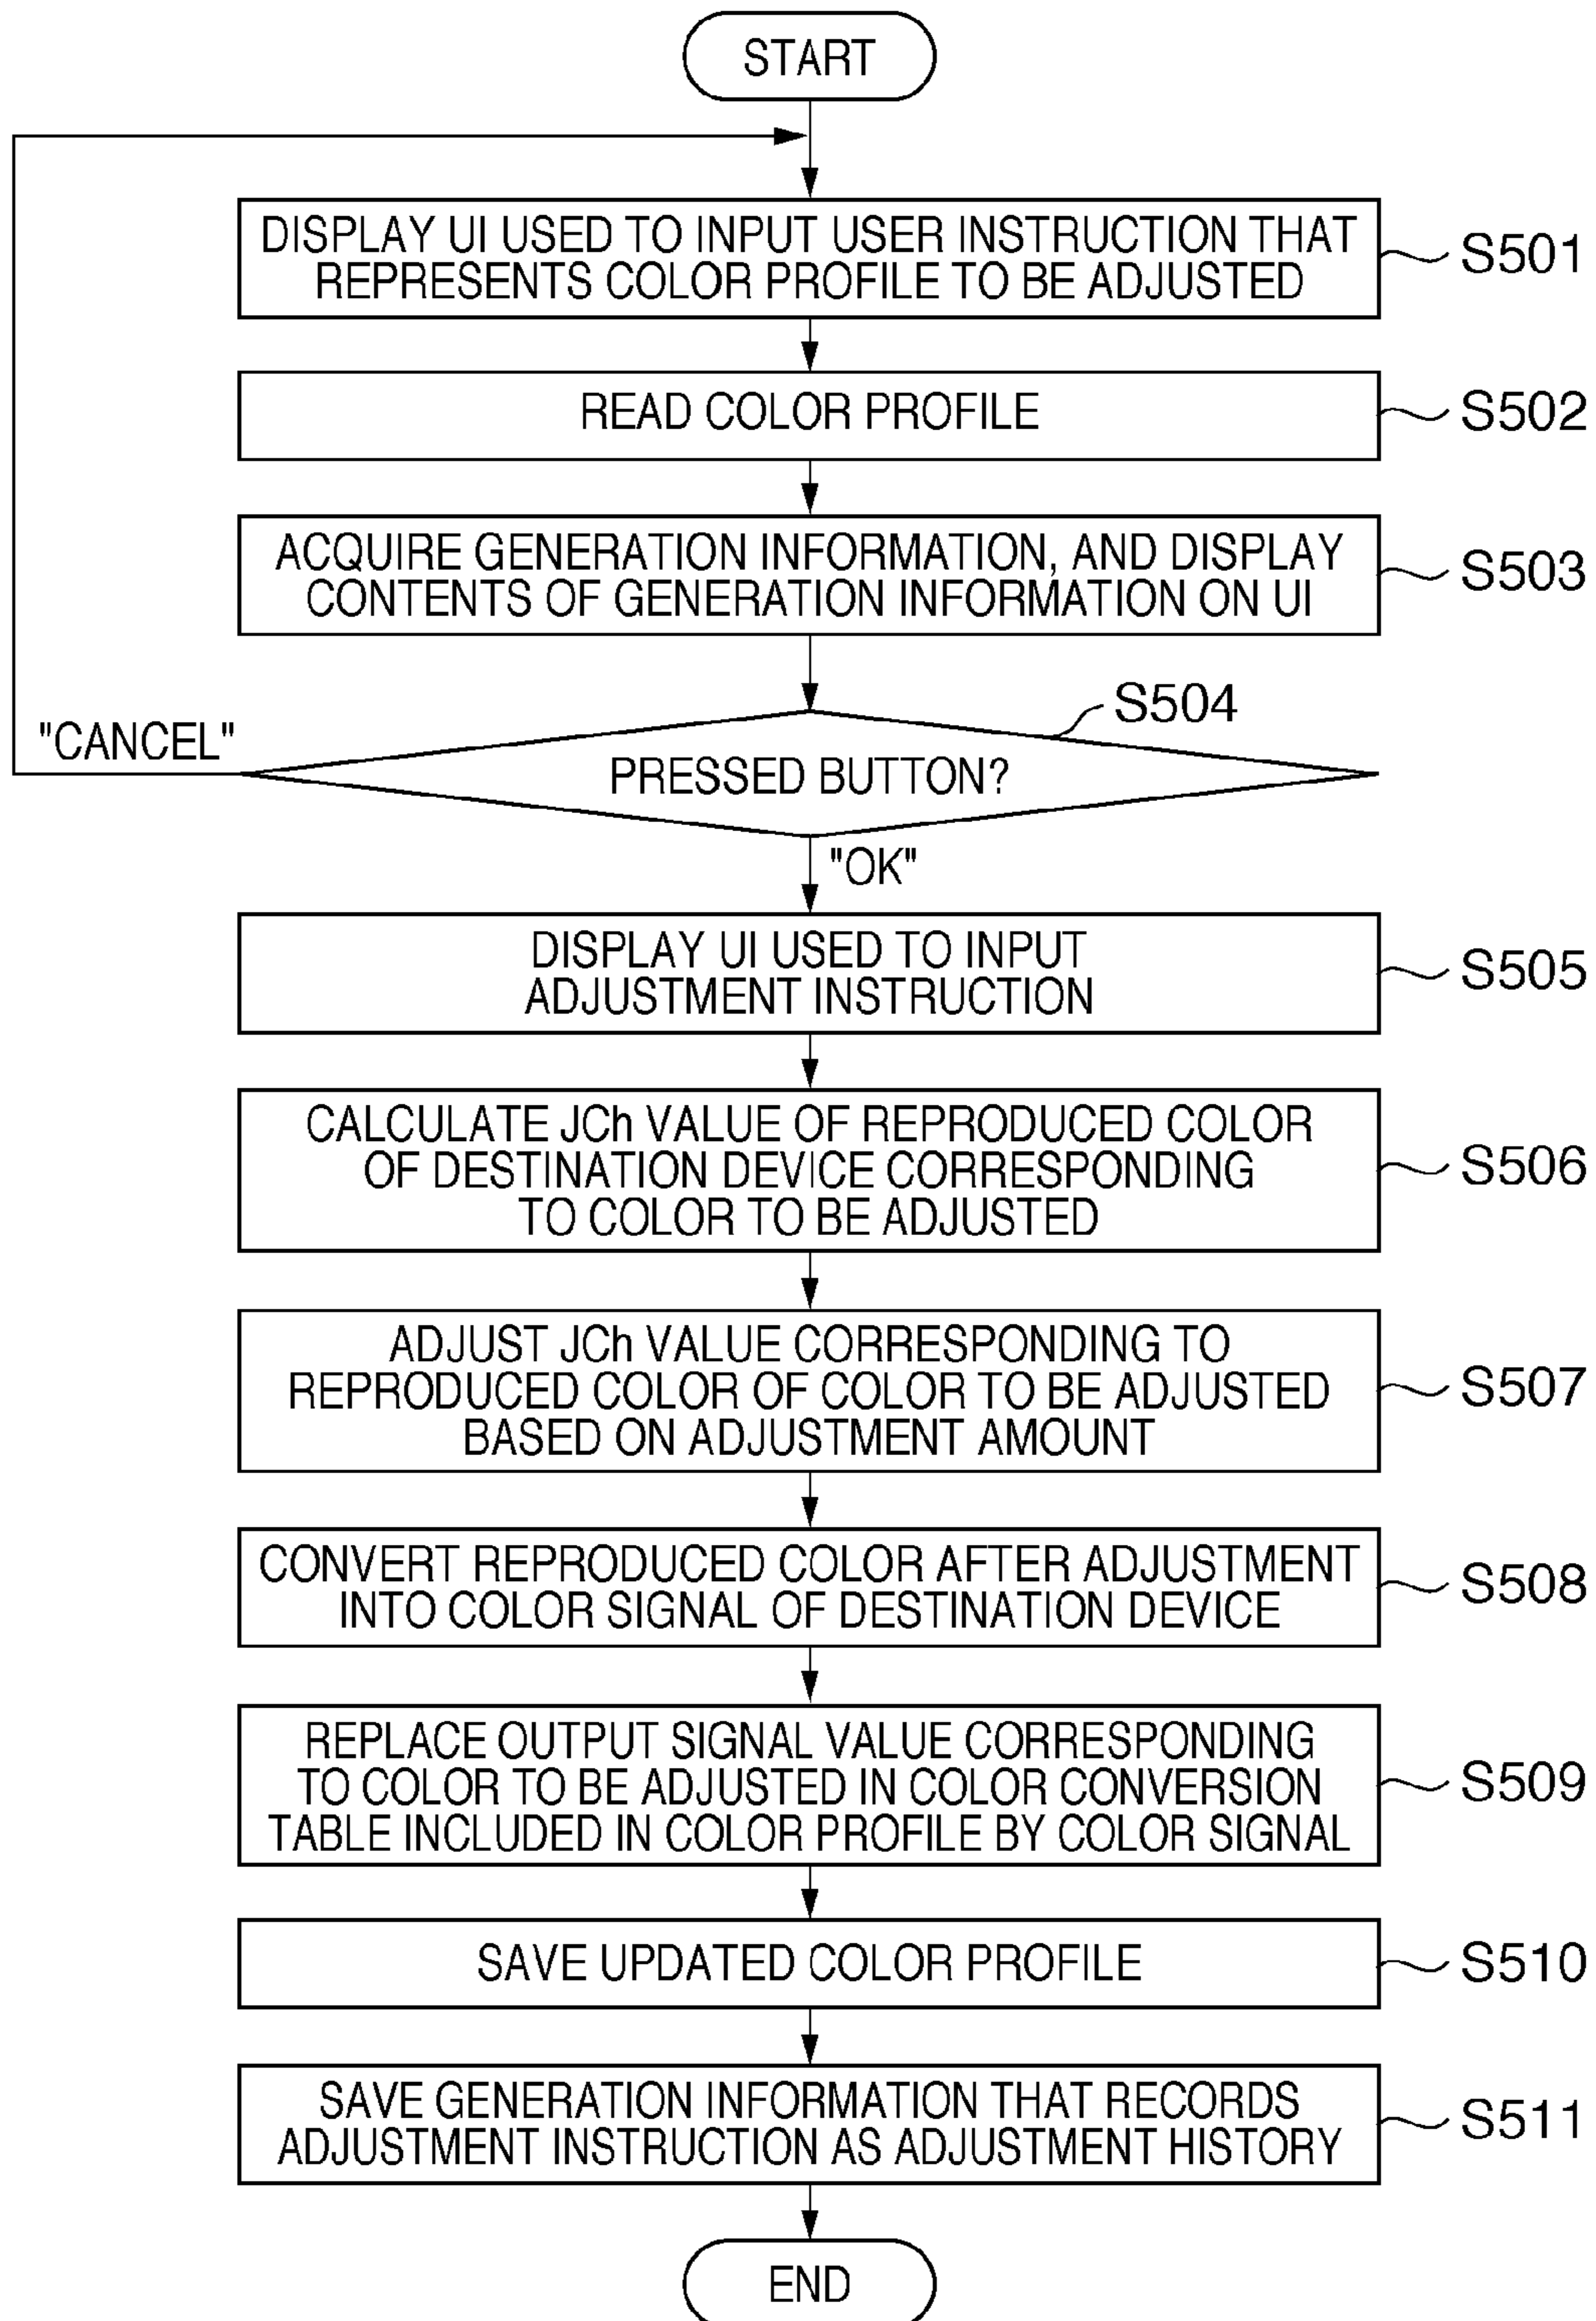 START
DISPLAY UI USED TO INPUT USER INSTRUCTION THAT
REPRESENTS COLOR PROFILE TO BE ADJUSTED
S501
READ COLOR PROFILE
S502
ACQUIRE GENERATION INFORMATION, AND DISPLAY
CONTENTS OF GENERATION INFORMATION ON UI
S503
S504
"CANCEL"
PRESSED BUTTON?
"OK"
DISPLAY UI USED TO INPUT
ADJUSTMENT INSTRUCTION
S505
CALCULATE JCh VALUE OF REPRODUCED COLOR
OF DESTINATION DEVICE CORRESPONDING
TO COLOR TO BE ADJUSTED
S506
ADJUST JCh VALUE CORRESPONDING TO
REPRODUCED COLOR OF COLOR TO BE ADJUSTED
BASED ON ADJUSTMENT AMOUNT
S507
CONVERT REPRODUCED COLOR AFTER ADJUSTMENT
INTO COLOR SIGNAL OF DESTINATION DEVICE
S508
REPLACE OUTPUT SIGNAL VALUE CORRESPONDING
TO COLOR TO BE ADJUSTED IN COLOR CONVERSION
TABLE INCLUDED IN COLOR PROFILE BY COLOR SIGNAL
S509
SAVE UPDATED COLOR PROFILE
S510
SAVE GENERATION INFORMATION THAT RECORDS
ADJUSTMENT INSTRUCTION AS ADJUSTMENT HISTORY
S511
END